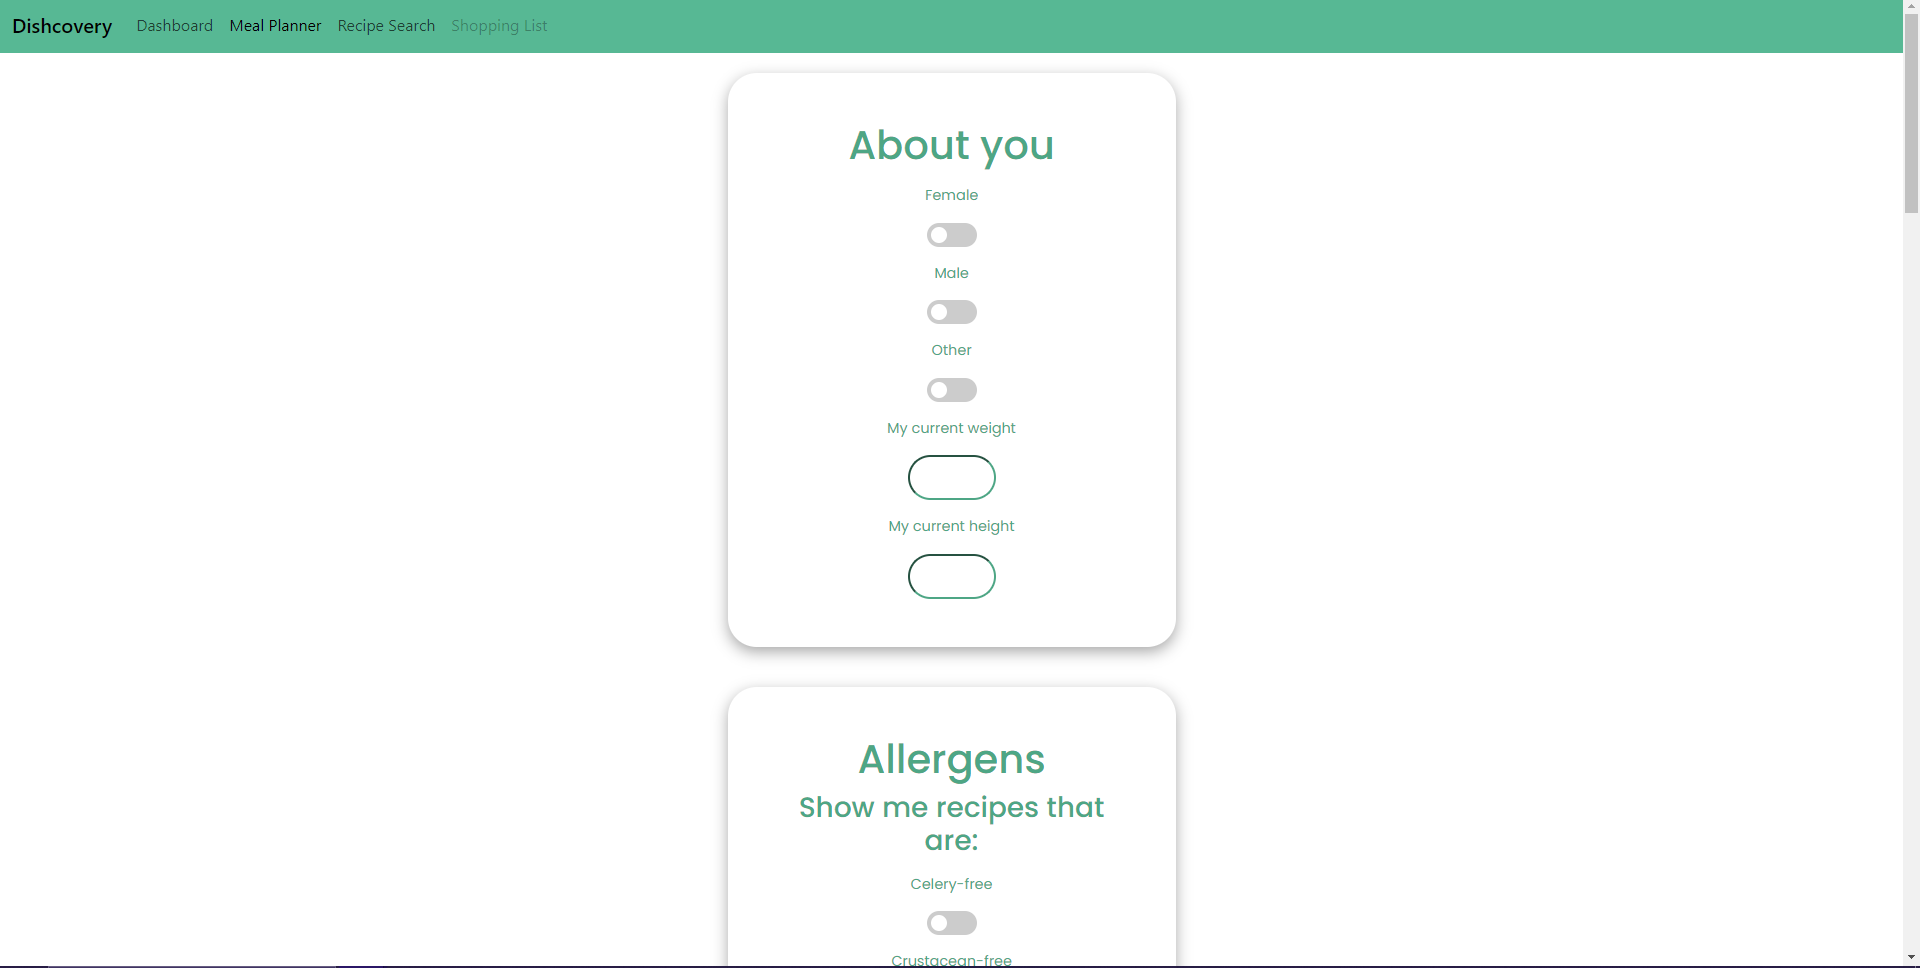 Dishcovery Dashboard Meal Planner Recipe Search Shopping List
About you
Female
Male
Other
My current weight
My current height
Allergens
Show me recipes that
are:
Celery-free
Crustacean-free